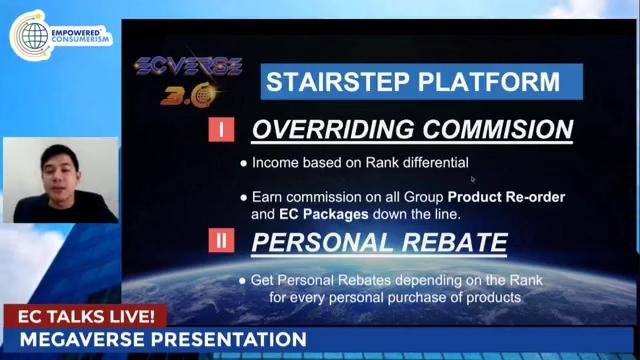 EMPOWERED
CONSUMERISM
ECVERSE
3.0
STAIRSTEP PLATFORM
I OVERRIDING COMMISION
● Income based on Rank differential
● Earn commission on all Group Product Re-order
and EC Packages down the line.
II PERSONAL REBATE
● Get Personal Rebates depending on the Rank
for every personal purchase of products
EC TALKS LIVE!
MEGAVERSE PRESENTATION